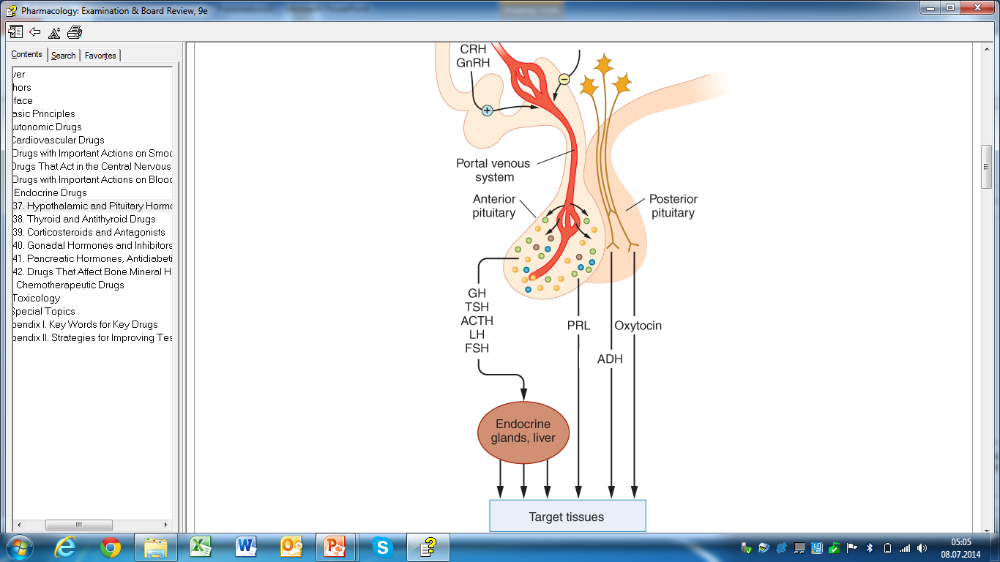 Pharmacology: Examination & Board Review, 9e
Contents
Search
Favorites
ver
hors
face
asic Principles
utonomic Drugs
Cardiovascular Drugs
Drugs with Important Actions on Smoo
Drugs That Act in the Central Nervous
Drugs with Important Actions on Blood
Endocrine Drugs
37. Hypothalamic and Pituitary Hormo
38. Thyroid and Antithyroid Drugs
39. Corticosteroids and Antagonists
40. Gonadal Hormones and Inhibitors
41. Pancreatic Hormones, Antidiabeti
42. Drugs That Affect Bone Mineral H
Chemotherapeutic Drugs
Toxicology
Special Topics
pendix I. Key Words for Key Drugs
pendix II. Strategies for Improving Tes
CRH
GnRH
+
−
Portal venous
system
Anterior
pituitary
Posterior
pituitary
GH
TSH
ACTH
LH
FSH
PRL
Oxytocin
ADH
Endocrine
glands, liver
Target tissues
05:05
08.07.2014